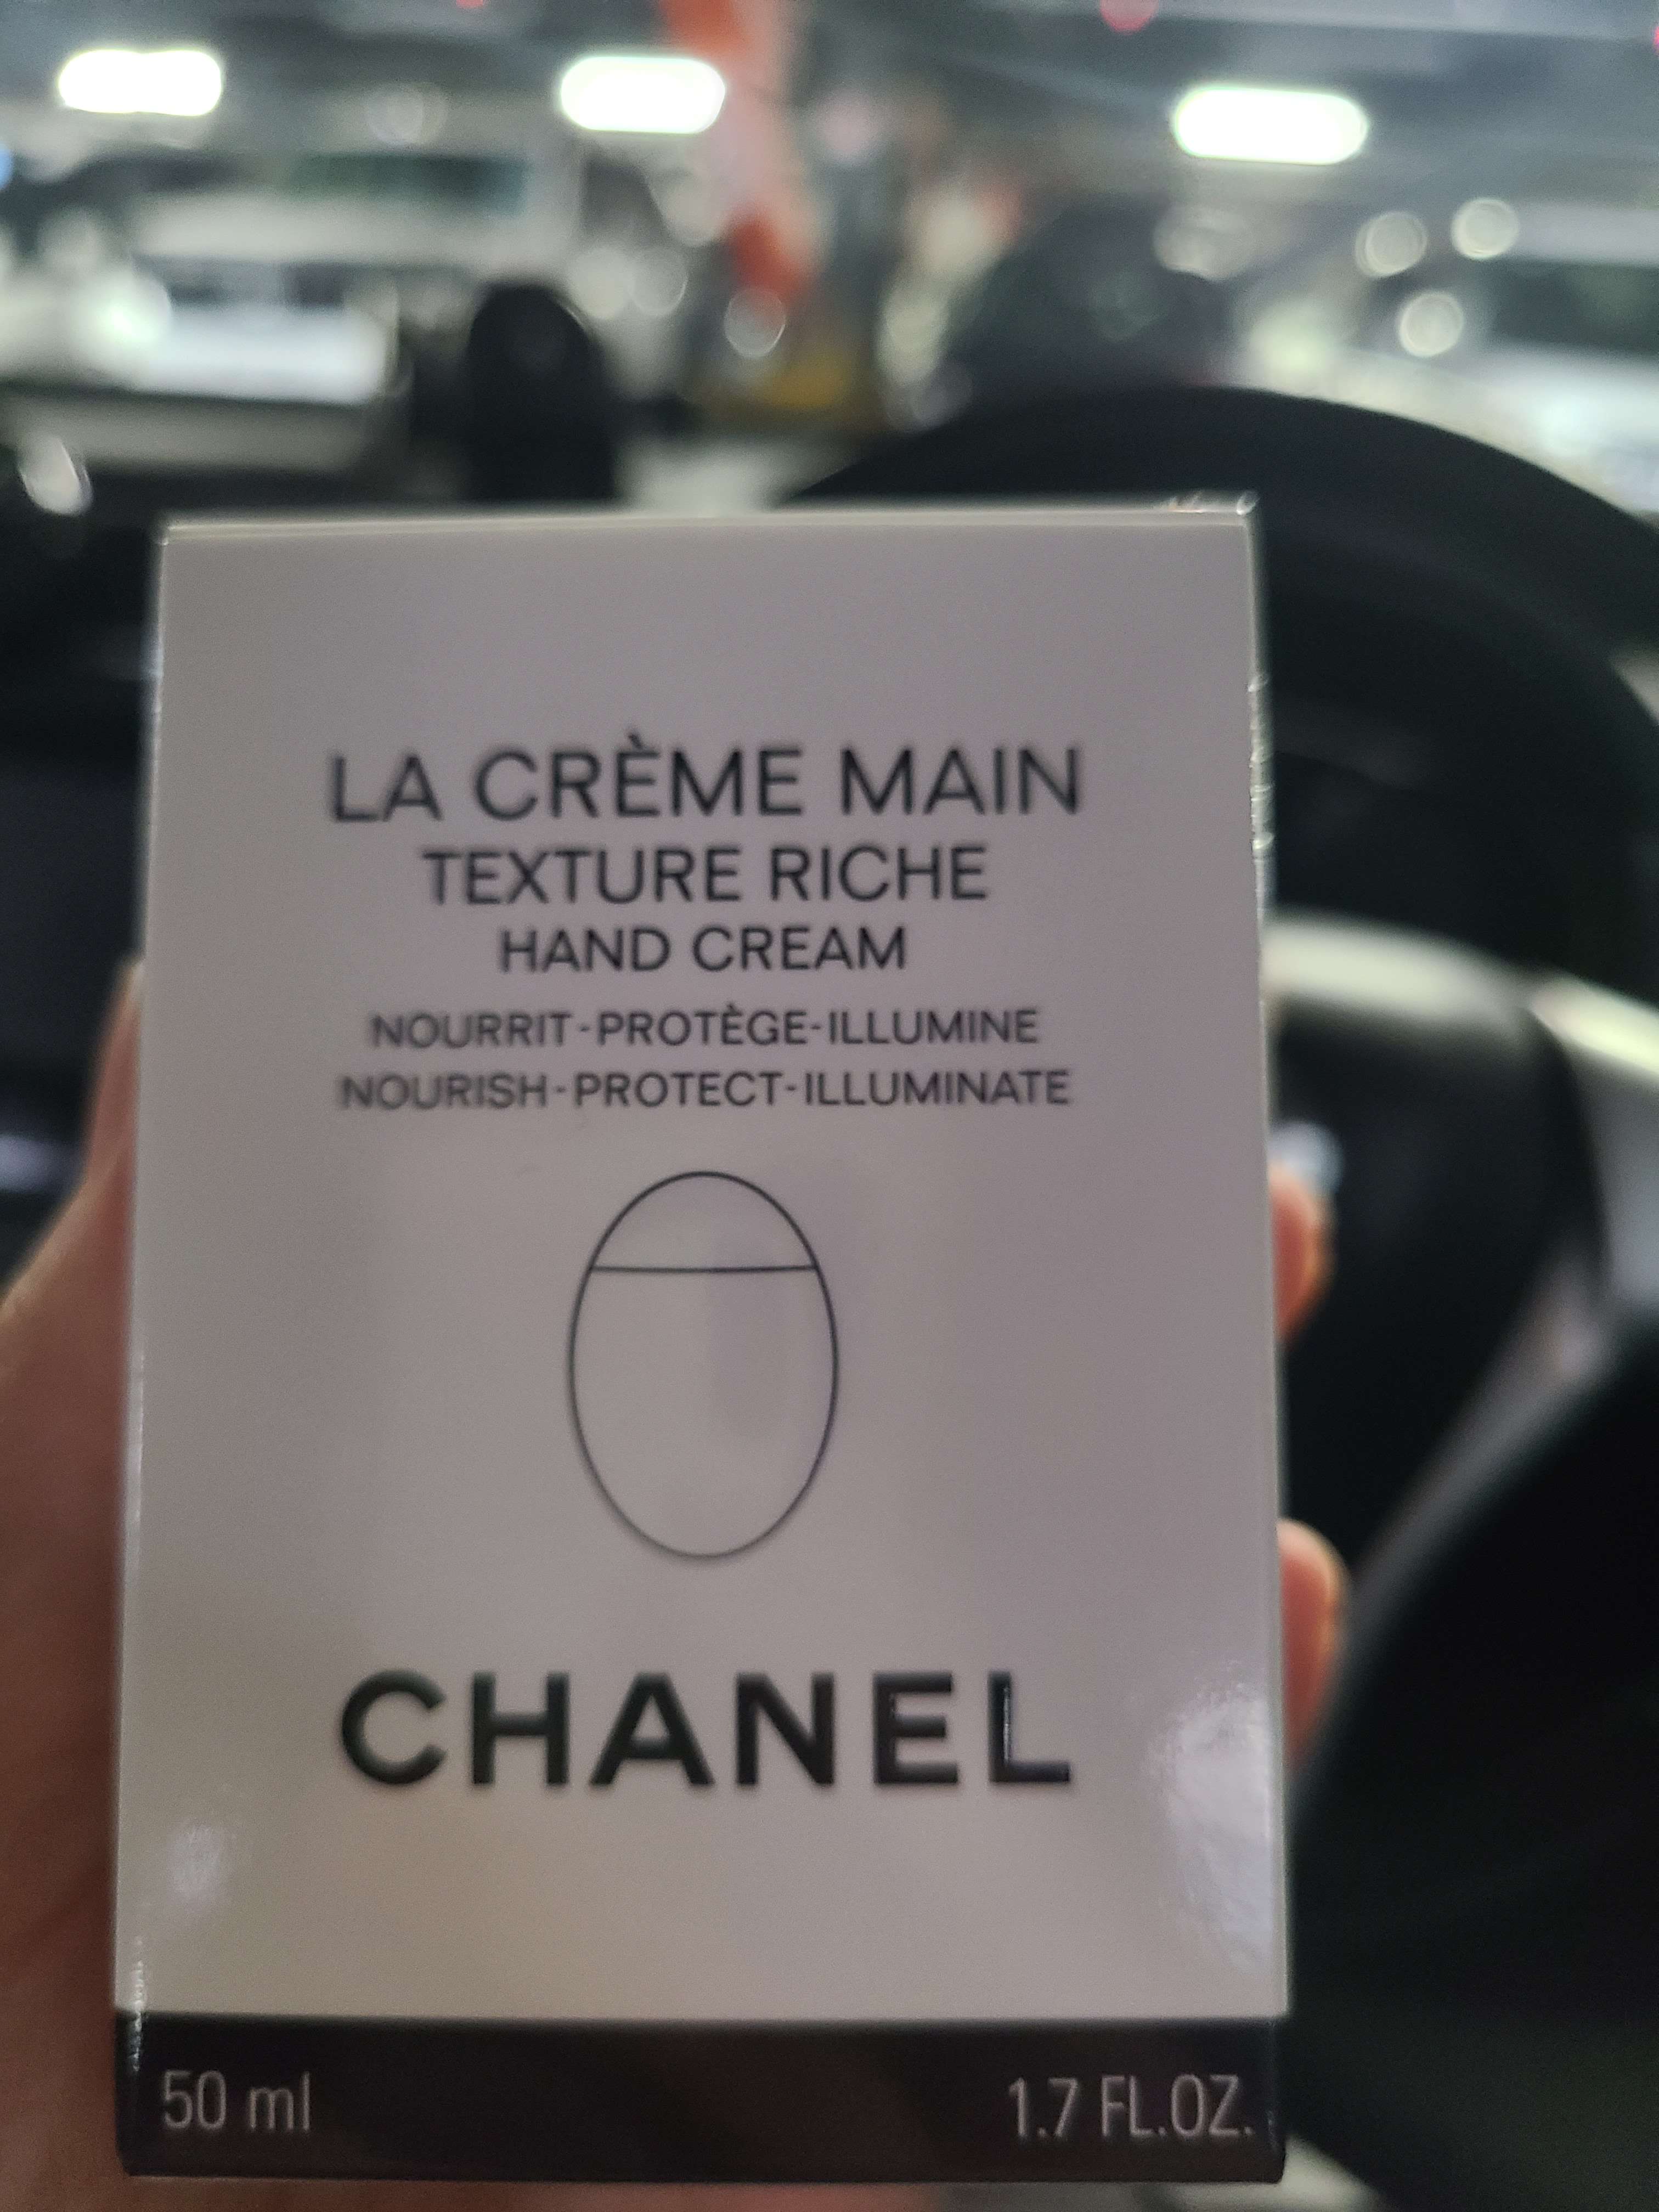 LA CRÈME MAIN
TEXTURE RICHE
HAND CREAM
NOURRIT-PROTÈGE-ILLUMINE
NOURISH-PROTECT-ILLUMINATE
CHANEL
50 ml 1.7 FL.OZ.